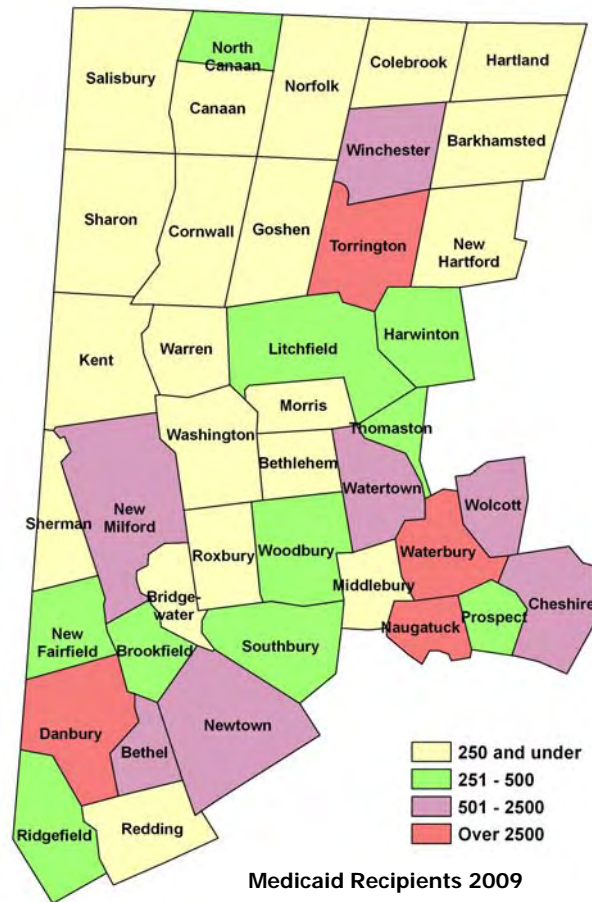 North
Canaan
Salisbury
Canaan
Norfolk
Colebrook
Hartland
Winchester
Barkhamsted
Sharon
Cornwall
Goshen
Torrington
New
Hartford
Kent
Warren
Litchfield
Harwinton
Morris
Washington
Thomaston
Bethlehem
Watertown
Wolcott
Sherman
New
Milford
Roxbury
Woodbury
Waterbury
Middlebury
Bridge-
water
Cheshire
New
Fairfield
Brookfield
Southbury
Naugatuck
Prospect
Danbury
Bethel
Newtown
Ridgefield
Redding
250 and under
251 - 500
501 - 2500
Over 2500
Medicaid Recipients 2009